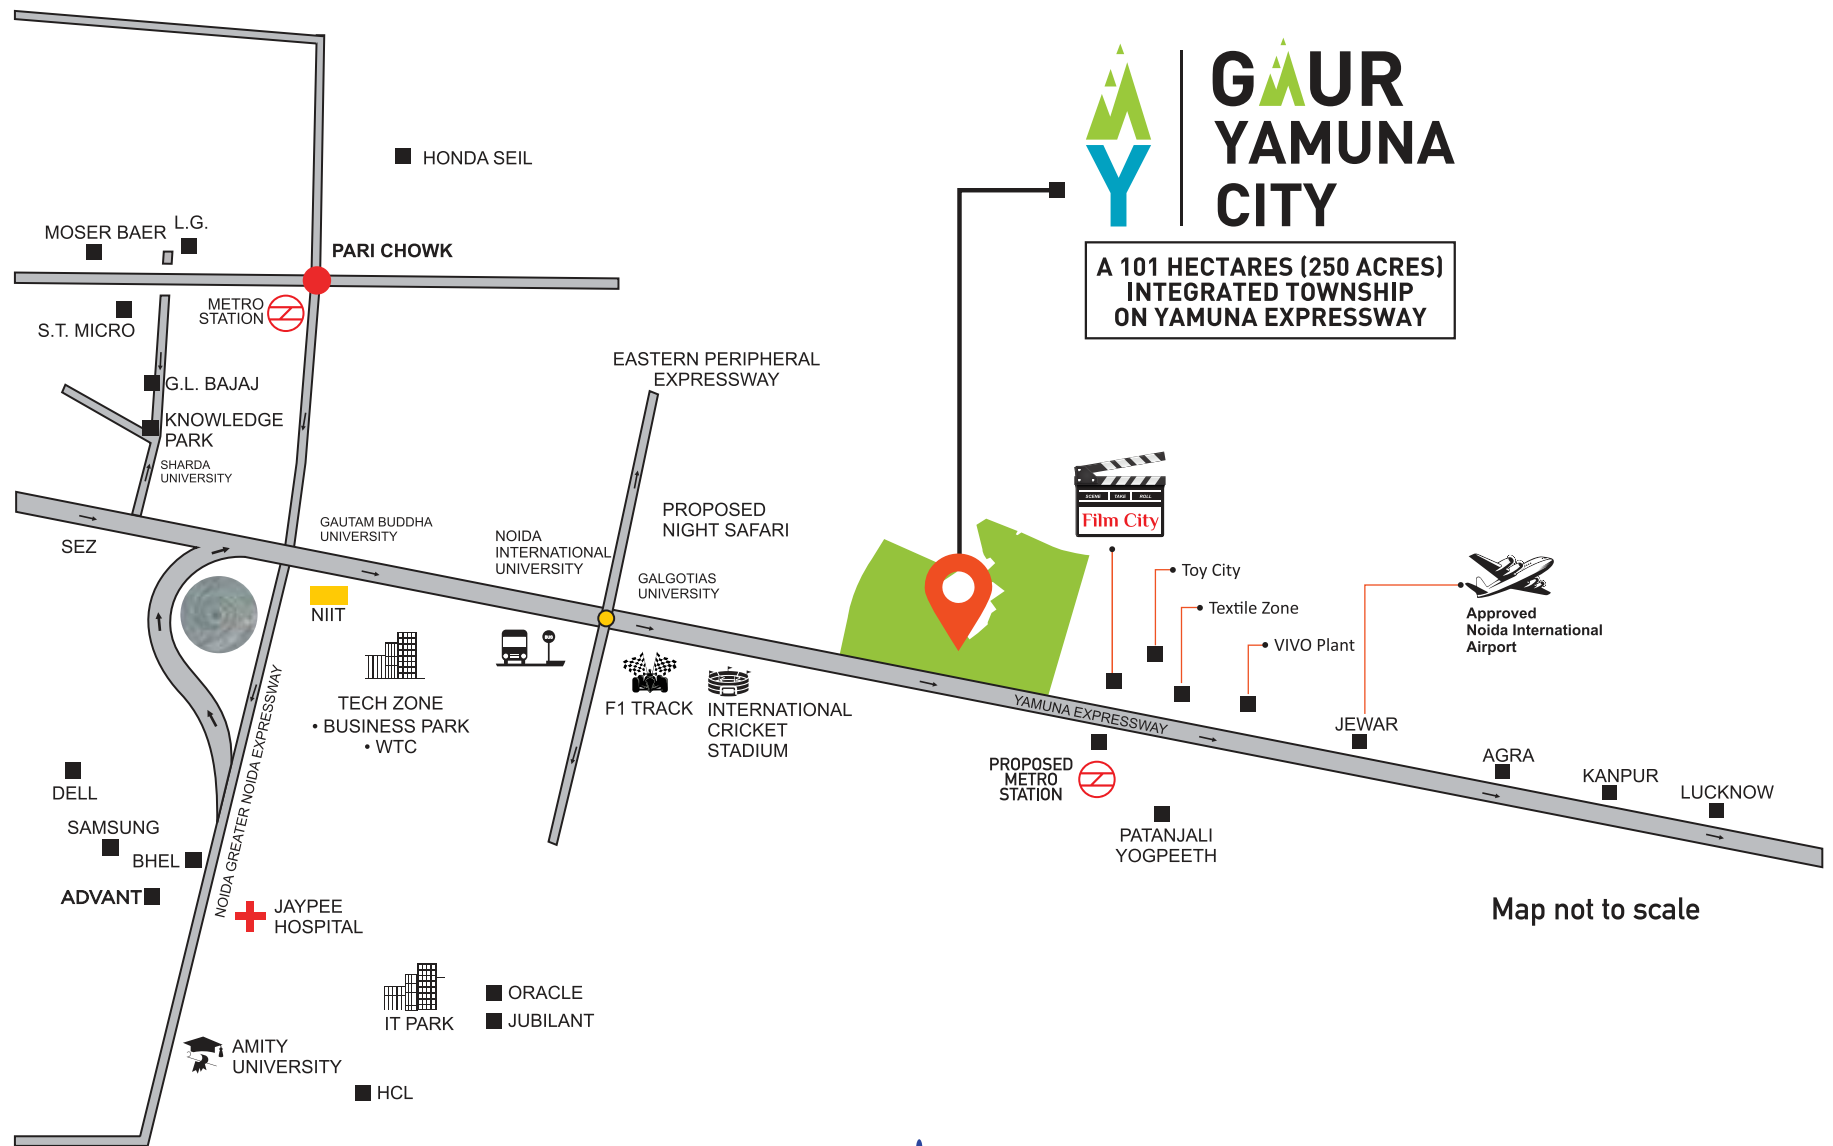 GAUR
YAMUNA
CITY
A 101 HECTARES (250 ACRES)
INTEGRATED TOWNSHIP
ON YAMUNA EXPRESSWAY
HONDA SEIL
MOSER BAER
L.G.
PARI CHOWK
METRO
STATION
S.T. MICRO
G.L. BAJAJ
KNOWLEDGE
PARK
SHARDA
UNIVERSITY
EASTERN PERIPHERAL
EXPRESSWAY
SEZ
GAUTAM BUDDHA
UNIVERSITY
NOIDA
INTERNATIONAL
UNIVERSITY
PROPOSED
NIGHT SAFARI
GALGOTIAS
UNIVERSITY
SCENE TAKE ROLL
Film City
Toy City
Textile Zone
VIVO Plant
Approved
Noida International
Airport
NIIT
BUS
TECH ZONE
• BUSINESS PARK
• WTC
F1 TRACK
INTERNATIONAL
CRICKET
STADIUM
YAMUNA EXPRESSWAY
JEWAR
AGRA
KANPUR
LUCKNOW
PROPOSED
METRO
STATION
PATANJALI
YOGPEETH
NOIDA GREATER NOIDA EXPRESSWAY
DELL
SAMSUNG
BHEL
ADVANT
JAYPEE
HOSPITAL
Map not to scale
IT PARK
ORACLE
JUBILANT
AMITY
UNIVERSITY
HCL